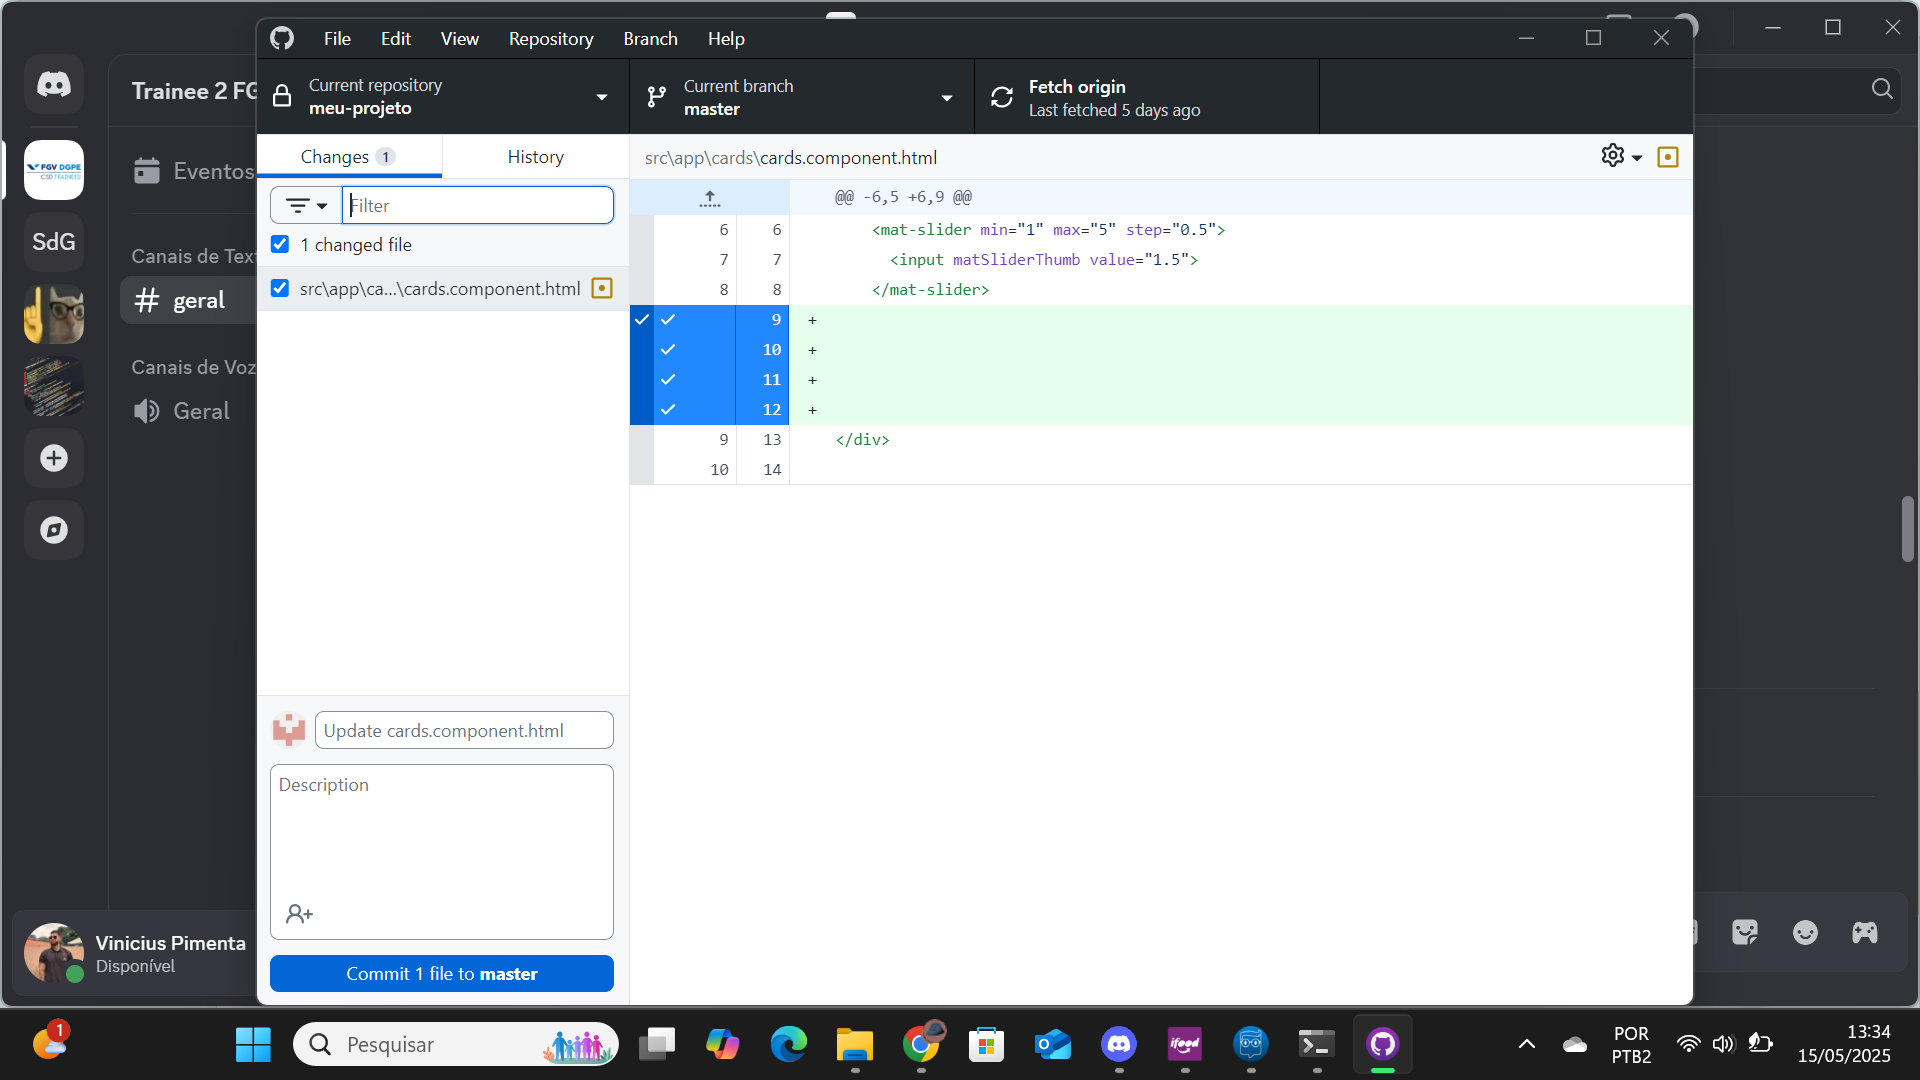 File Edit View Repository Branch Help
Current repository
meu-projeto
Current branch
master
Fetch origin
Last fetched 5 days ago
Changes 1
History
Filter
1 changed file
src\app\ca...\cards.component.html
src\app\cards\cards.component.html
@@ -6,5 +6,9 @@
6 6 <mat-slider min="1" max="5" step="0.5">
7 7 <input matSliderThumb value="1.5">
8 8 </mat-slider>
9 +
10 +
11 +
12 +
9 13 </div>
10 14
Update cards.component.html
Description
Commit 1 file to master
Trainee 2 FG
Eventos
Canais de Tex
# geral
Canais de Voz
Geral
FGV DGPE
CSD TRAINEES
SdG
Vinicius Pimenta
Disponível
1
Pesquisar
ifood
POR
PTB2
13:34
15/05/2025